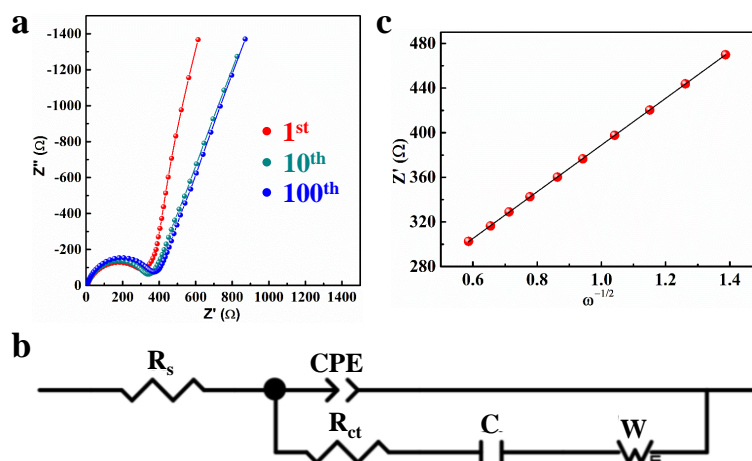 a
Z'' (Ω)
-1400
-1200
-1000
-800
-600
-400
-200
0
0 200 400 600 800 1000 1200 1400
Z' (Ω)
1st
10th
100th
c
Z' (Ω)
480
440
400
360
320
280
0.6 0.8 1.0 1.2 1.4
ω−1/2
b
Rs
CPE
Rct
C
W